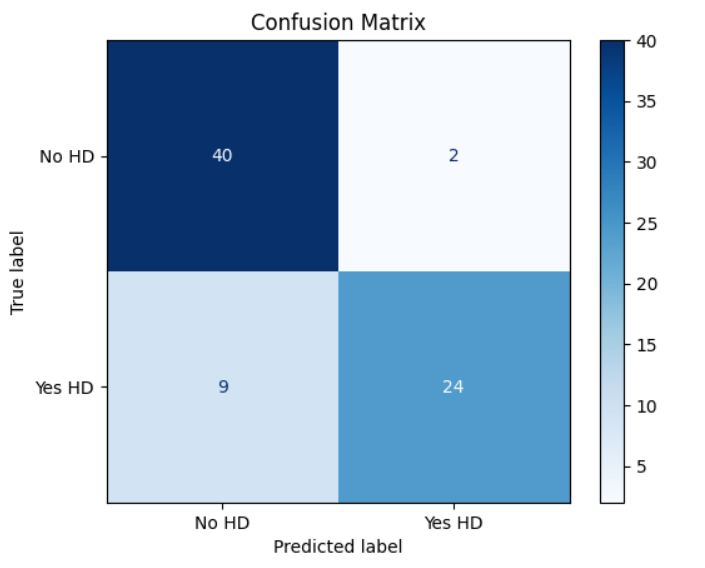 Confusion Matrix
True label
No HD
Yes HD
40
2
9
24
No HD
Yes HD
Predicted label
40
35
30
25
20
15
10
5